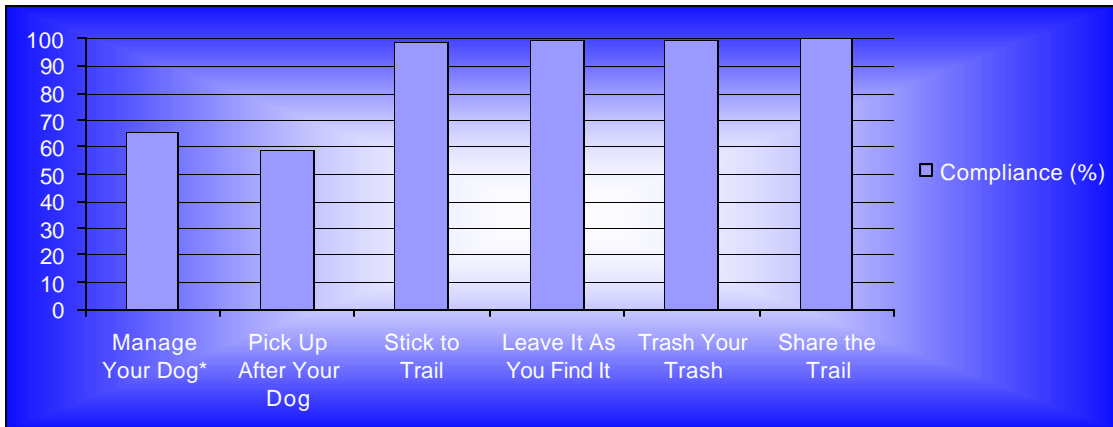 100
90
80
70
60
50
40
30
20
10
0
Manage
Your Dog*
Pick Up
After Your
Dog
Stick to
Trail
Leave It As
You Find It
Trash Your
Trash
Share the
Trail
Compliance (%)